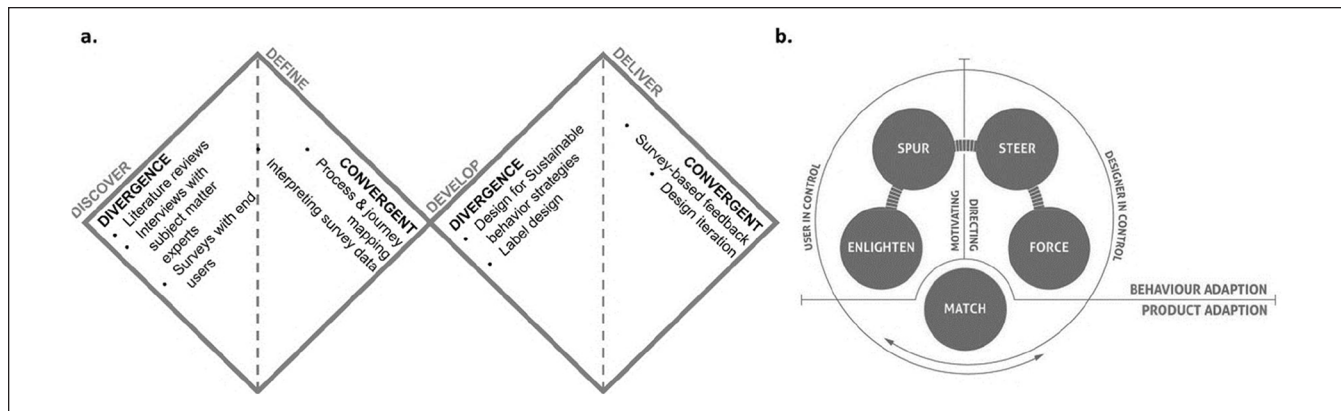 a.
DISCOVER
DIVERGENCE
• Literature reviews
• Interviews with
subject matter
experts
• Surveys with end
users
DEFINE
CONVERGENT
• Process & journey
mapping
• Interpreting survey data
DEVELOP
DIVERGENCE
• Design for Sustainable
behavior strategies
• Label design
DELIVER
CONVERGENT
• Survey-based feedback
• Design iteration
b.
USER IN CONTROL
SPUR
STEER
ENLIGHTEN
MOTIVATING
DIRECTING
FORCE
DESIGNER IN CONTROL
MATCH
BEHAVIOUR ADAPTION
PRODUCT ADAPTION